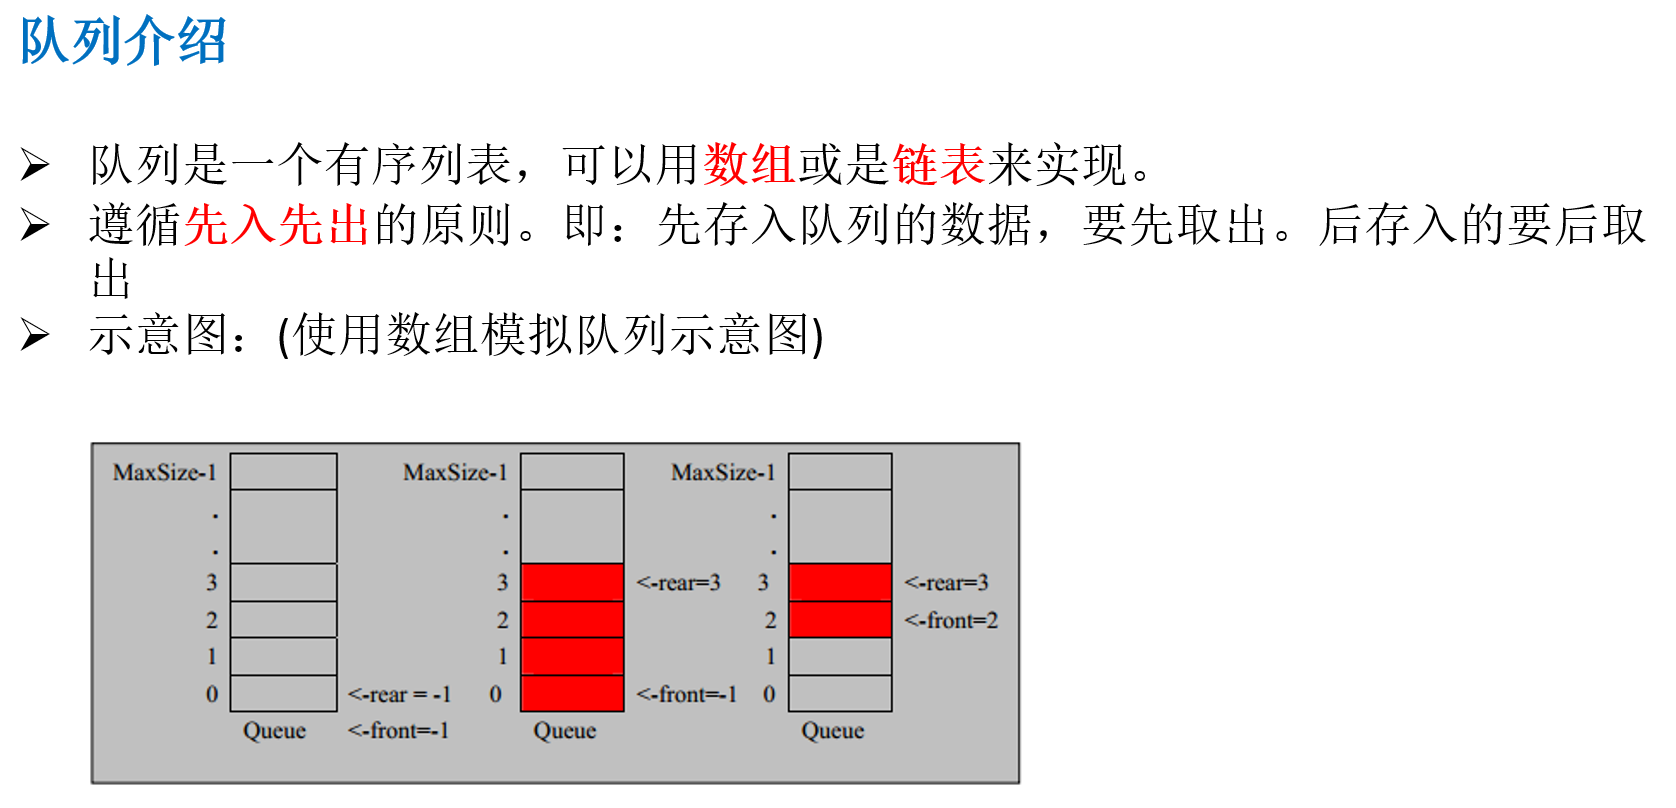 队列介绍
➢ 队列是一个有序列表，可以用数组或是链表来实现。
➢ 遵循先入先出的原则。即：先存入队列的数据，要先取出。后存入的要后取
出
➢ 示意图：(使用数组模拟队列示意图)
MaxSize-1 MaxSize-1 MaxSize-1
. . .
. . .
3 3 <-rear=3 3 <-rear=3
2 2 2 <-front=2
1 1 1
0 <-rear = -1 0 <-front=-1 0
Queue <-front=-1 Queue Queue